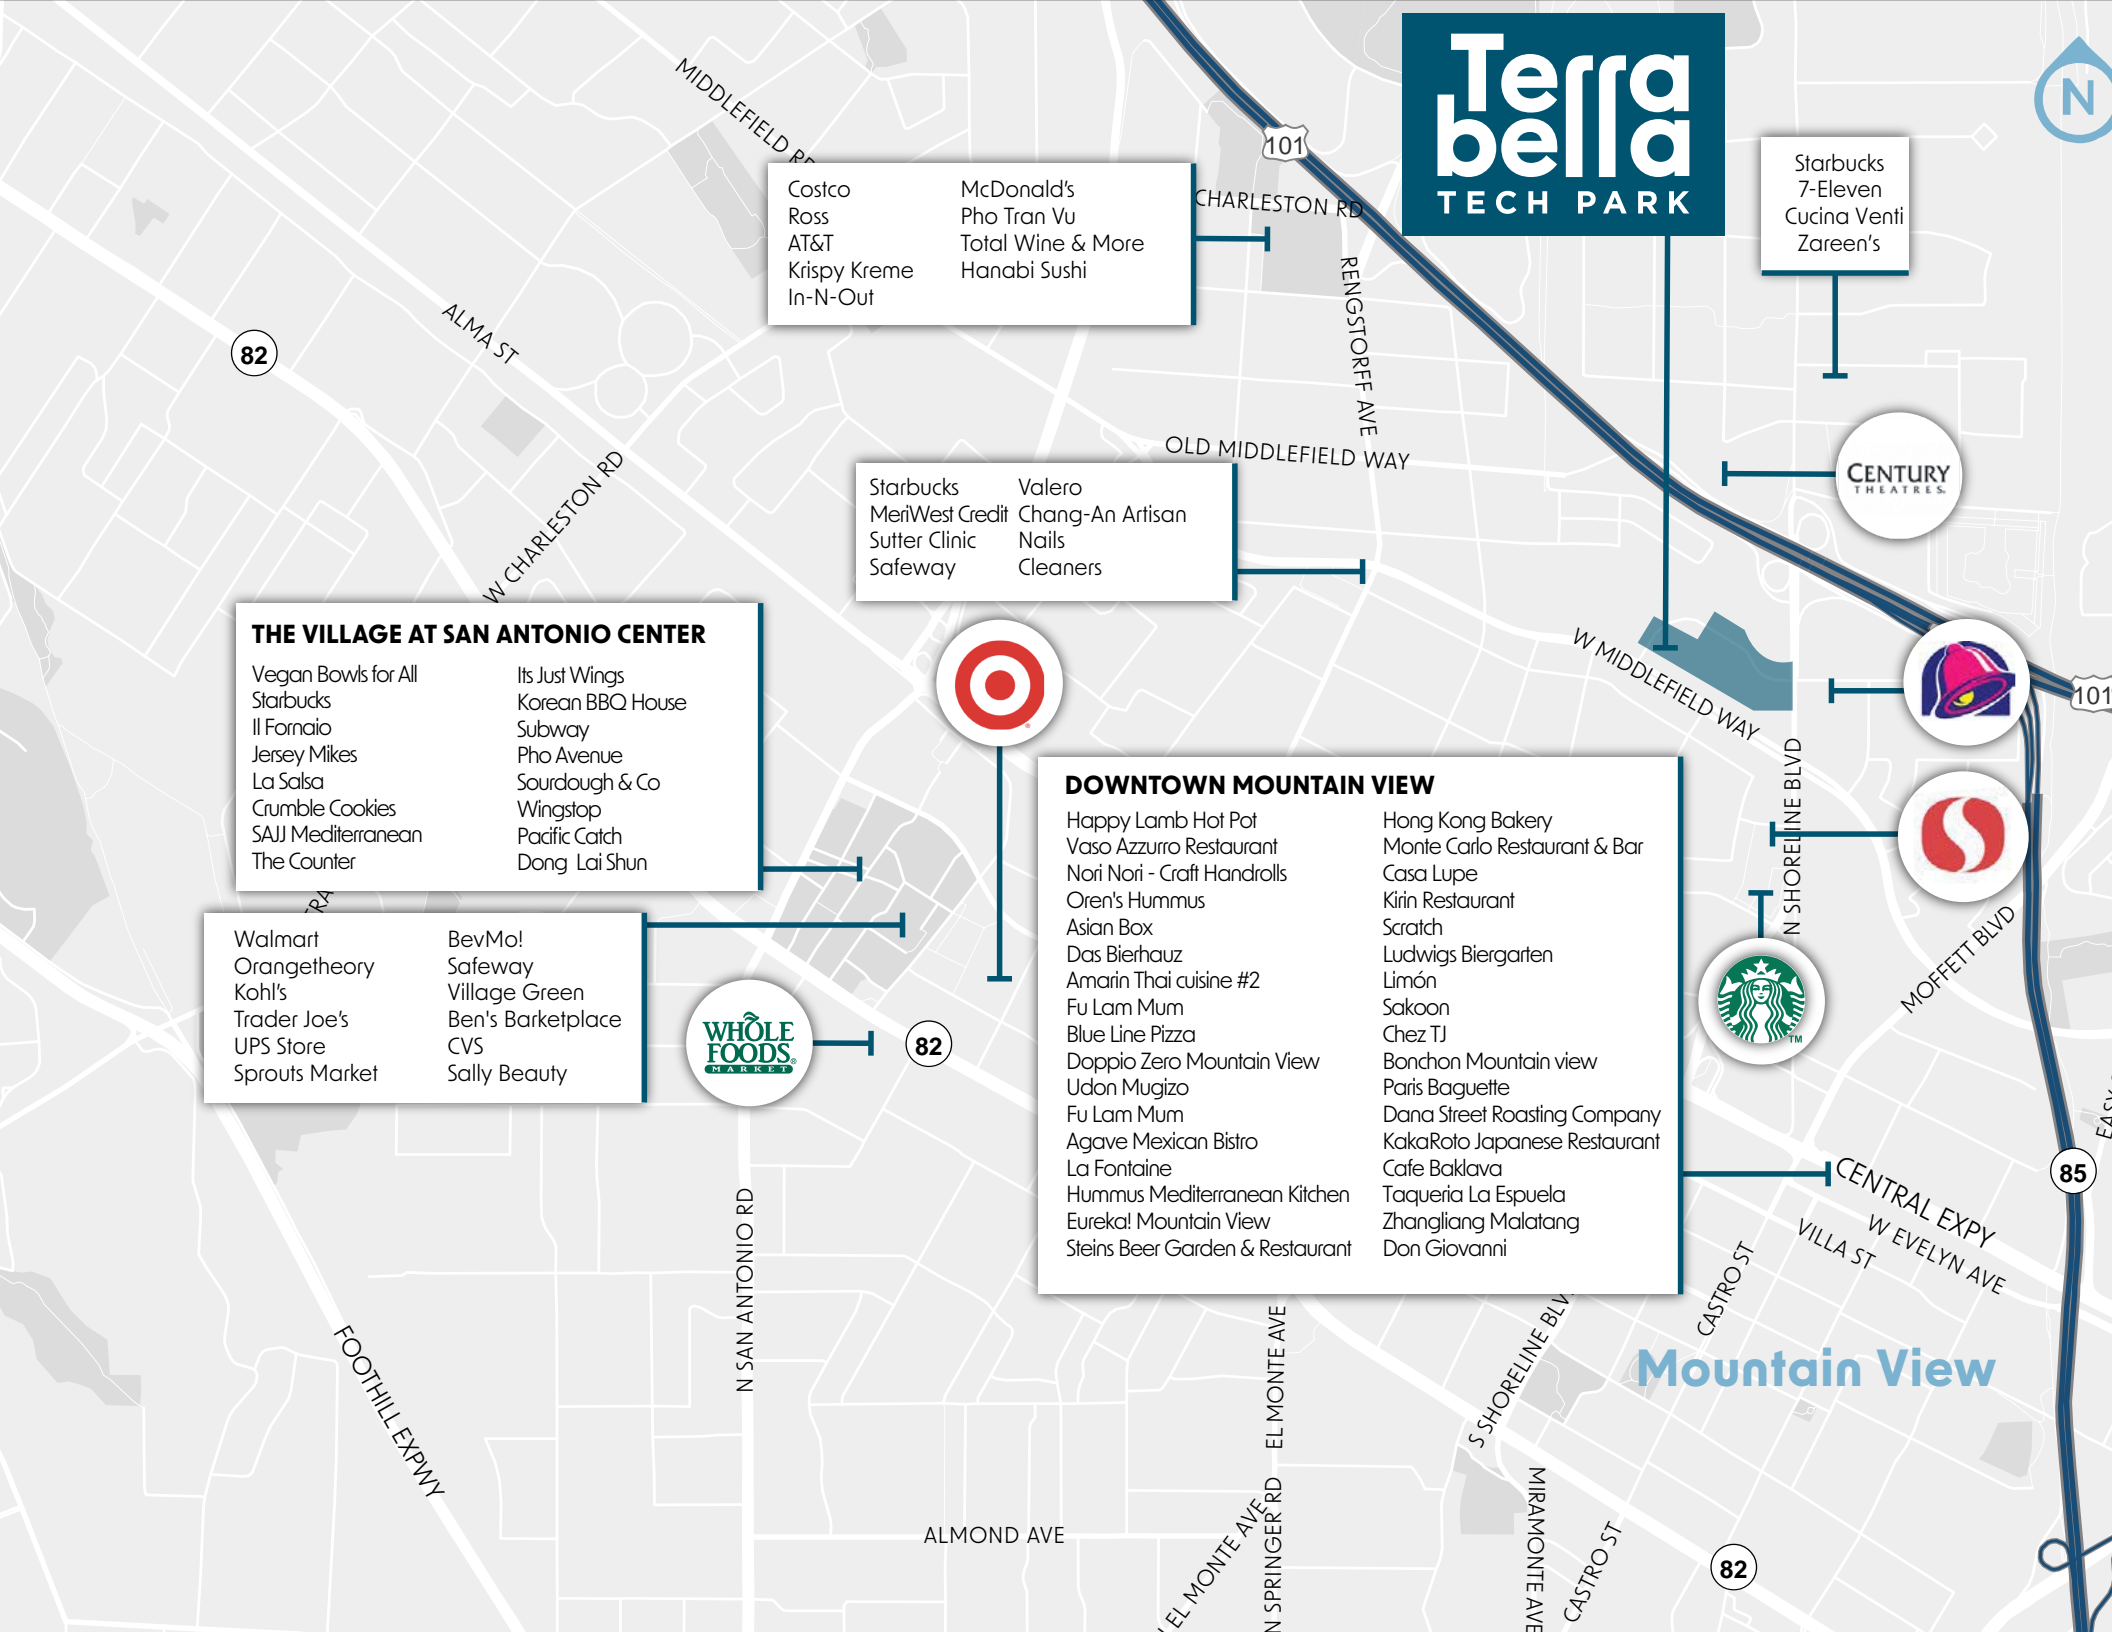 Terra
bella
TECH PARK
N
MIDDLEFIELD RD
101
CHARLESTON RD
Costco
Ross
AT&T
Krispy Kreme
In-N-Out
McDonald's
Pho Tran Vu
Total Wine & More
Hanabi Sushi
Starbucks
7-Eleven
Cucina Venti
Zareen's
RENGSTORFF AVE
ALMA ST
82
OLD MIDDLEFIELD WAY
CENTURY
THEATRES
W CHARLESTON RD
Starbucks
MeriWest Credit
Sutter Clinic
Safeway
Valero
Chang-An Artisan
Nails
Cleaners
THE VILLAGE AT SAN ANTONIO CENTER
Vegan Bowls for All
Starbucks
Il Fornaio
Jersey Mikes
La Salsa
Crumble Cookies
SAJJ Mediterranean
The Counter
Its Just Wings
Korean BBQ House
Subway
Pho Avenue
Sourdough & Co
Wingstop
Pacific Catch
Dong Lai Shun
W MIDDLEFIELD WAY
101
N SHORELINE BLVD
Walmart
Orangetheory
Kohl's
Trader Joe's
UPS Store
Sprouts Market
BevMo!
Safeway
Village Green
Ben's Barketplace
CVS
Sally Beauty
WHOLE
FOODS
MARKET
82
DOWNTOWN MOUNTAIN VIEW
Happy Lamb Hot Pot
Vaso Azzurro Restaurant
Nori Nori - Craft Handrolls
Oren's Hummus
Asian Box
Das Bierhauz
Amarin Thai cuisine #2
Fu Lam Mum
Blue Line Pizza
Doppio Zero Mountain View
Udon Mugizo
Fu Lam Mum
Agave Mexican Bistro
La Fontaine
Hummus Mediterranean Kitchen
Eureka! Mountain View
Steins Beer Garden & Restaurant
Hong Kong Bakery
Monte Carlo Restaurant & Bar
Casa Lupe
Kirin Restaurant
Scratch
Ludwigs Biergarten
Limón
Sakoon
Chez TJ
Bonchon Mountain view
Paris Baguette
Dana Street Roasting Company
KakaRoto Japanese Restaurant
Cafe Baklava
Taqueria La Espuela
Zhangliang Malatang
Don Giovanni
TM
MOFFETT BLVD
85
CENTRAL EXPY
W EVELYN AVE
VILLA ST
CASTRO ST
Mountain View
N SAN ANTONIO RD
FOOTHILL EXPWY
EL MONTE AVE
S SHORELINE BLV
ALMOND AVE
EL MONTE AVE
N SPRINGER RD
MIRAMONTE AVE
CASTRO ST
82